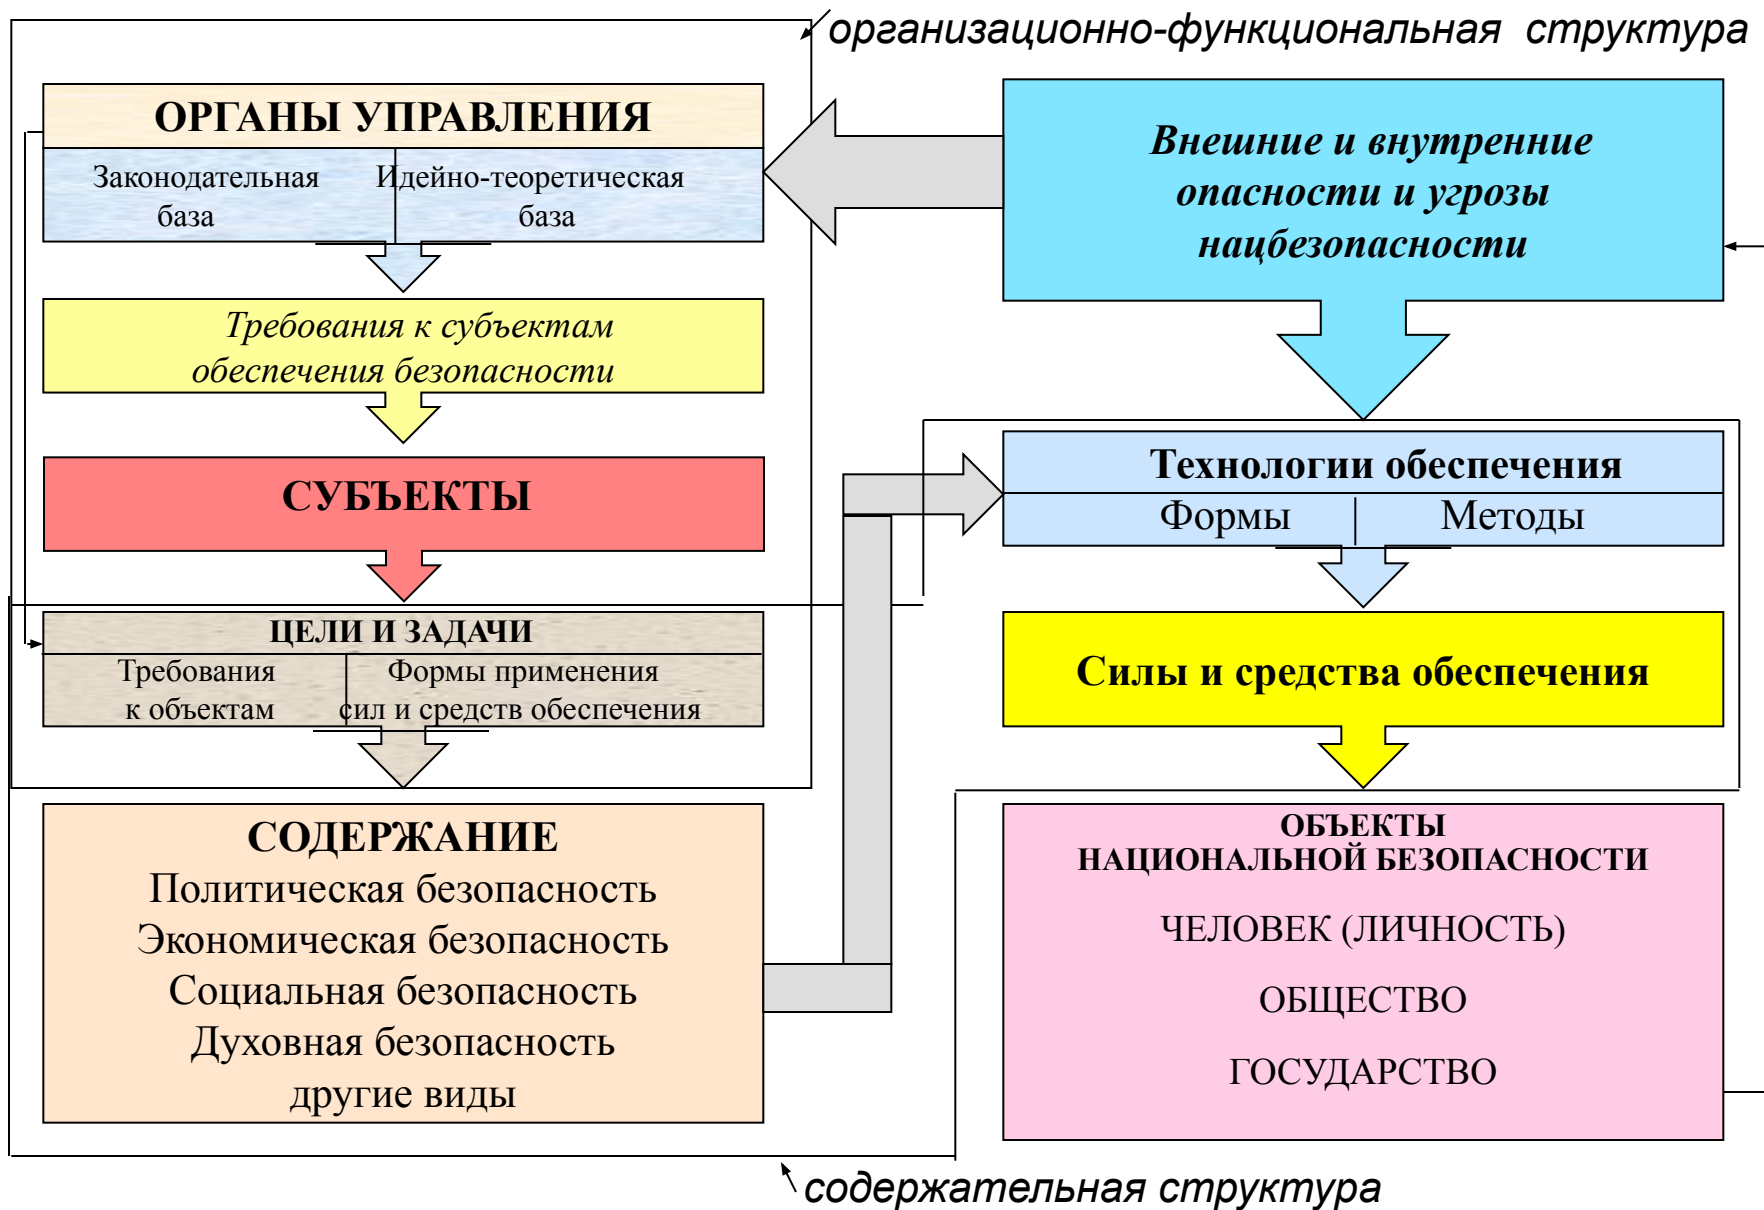 организационно-функциональная структура
ОРГАНЫ УПРАВЛЕНИЯ
Законодательная
база
Идейно-теоретическая
база
Требования к субъектам
обеспечения безопасности
СУБЪЕКТЫ
ЦЕЛИ И ЗАДАЧИ
Требования
к объектам
Формы применения
сил и средств обеспечения
СОДЕРЖАНИЕ
Политическая безопасность
Экономическая безопасность
Социальная безопасность
Духовная безопасность
другие виды
Внешние и внутренние
опасности и угрозы
нацбезопасности
Технологии обеспечения
Формы
Методы
Силы и средства обеспечения
ОБЪЕКТЫ
НАЦИОНАЛЬНОЙ БЕЗОПАСНОСТИ
ЧЕЛОВЕК (ЛИЧНОСТЬ)
ОБЩЕСТВО
ГОСУДАРСТВО
содержательная структура